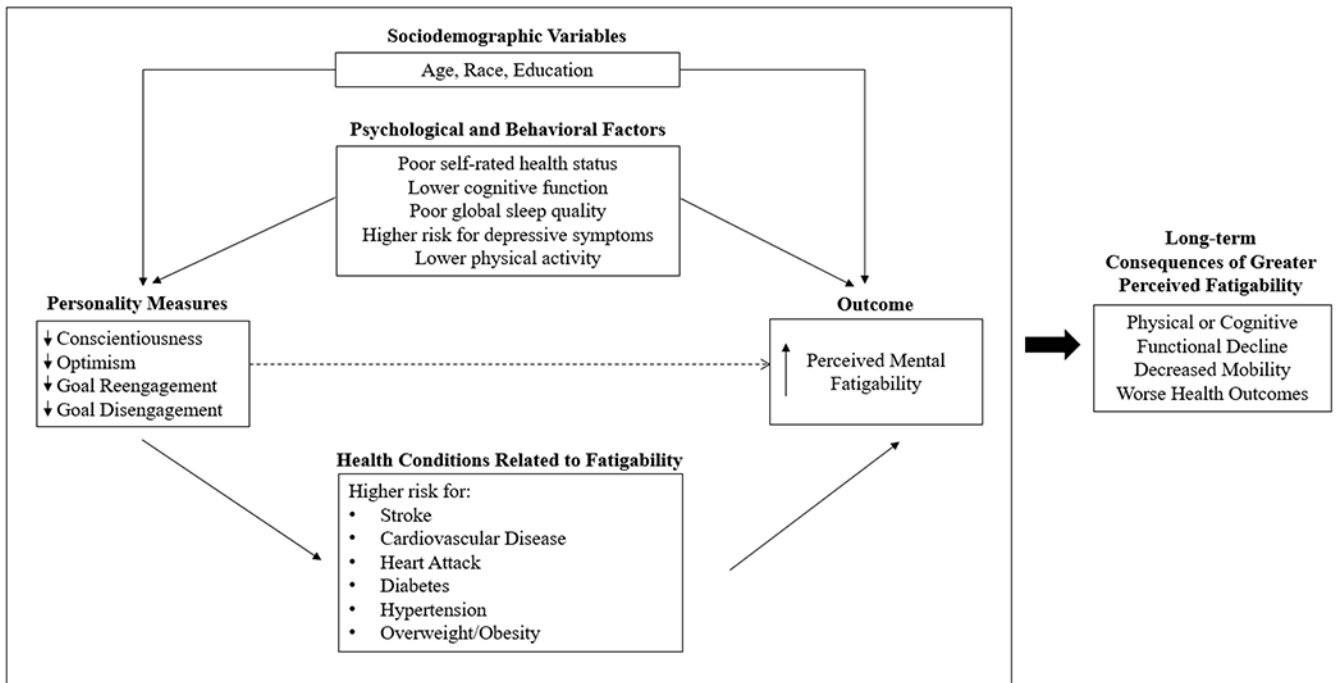 Sociodemographic Variables
Age, Race, Education
Psychological and Behavioral Factors
Poor self-rated health status
Lower cognitive function
Poor global sleep quality
Higher risk for depressive symptoms
Lower physical activity
Personality Measures
↓ Conscientiousness
↓ Optimism
↓ Goal Reengagement
↓ Goal Disengagement
Outcome
↑ Perceived Mental
Fatigability
Health Conditions Related to Fatigability
Higher risk for:
• Stroke
• Cardiovascular Disease
• Heart Attack
• Diabetes
• Hypertension
• Overweight/Obesity
Long-term
Consequences of Greater
Perceived Fatigability
Physical or Cognitive
Functional Decline
Decreased Mobility
Worse Health Outcomes